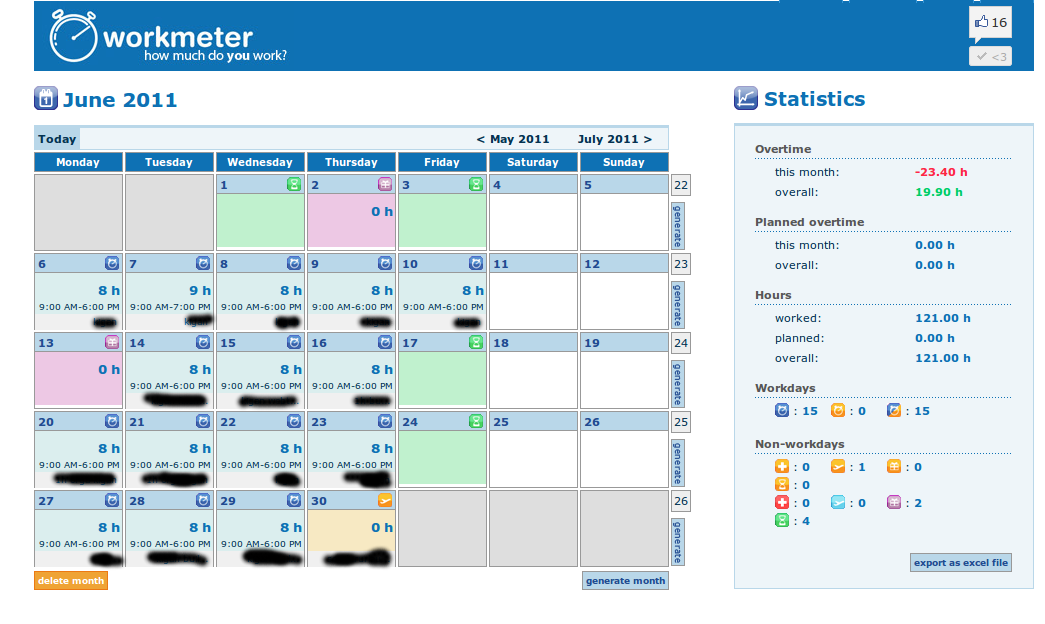 workmeter
how much do you work?
16
<3
1
June 2011
Today
< May 2011 July 2011 >
Monday Tuesday Wednesday Thursday Friday Saturday Sunday
1 2 3 4 5 22
0 h
generate
6 7 8 9 10 11 12 23
8 h 9 h 8 h 8 h 8 h
9:00 AM-6:00 PM 9:00 AM-7:00 PM 9:00 AM-6:00 PM 9:00 AM-6:00 PM 9:00 AM-6:00 PM
generate
13 14 15 16 17 18 19 24
0 h 8 h 8 h 8 h
9:00 AM-6:00 PM 9:00 AM-6:00 PM 9:00 AM-6:00 PM
generate
20 21 22 23 24 25 26 25
8 h 8 h 8 h 8 h
9:00 AM-6:00 PM 9:00 AM-6:00 PM 9:00 AM-6:00 PM 9:00 AM-6:00 PM
generate
27 28 29 30 26
8 h 8 h 8 h 0 h
9:00 AM-6:00 PM 9:00 AM-6:00 PM 9:00 AM-6:00 PM
generate
delete month generate month
Statistics
Overtime
this month: -23.40 h
overall: 19.90 h
Planned overtime
this month: 0.00 h
overall: 0.00 h
Hours
worked: 121.00 h
planned: 0.00 h
overall: 121.00 h
Workdays
: 15 : 0 : 15
Non-workdays
: 0 : 1 : 0
: 0
: 0 : 0 : 2
: 4
export as excel file